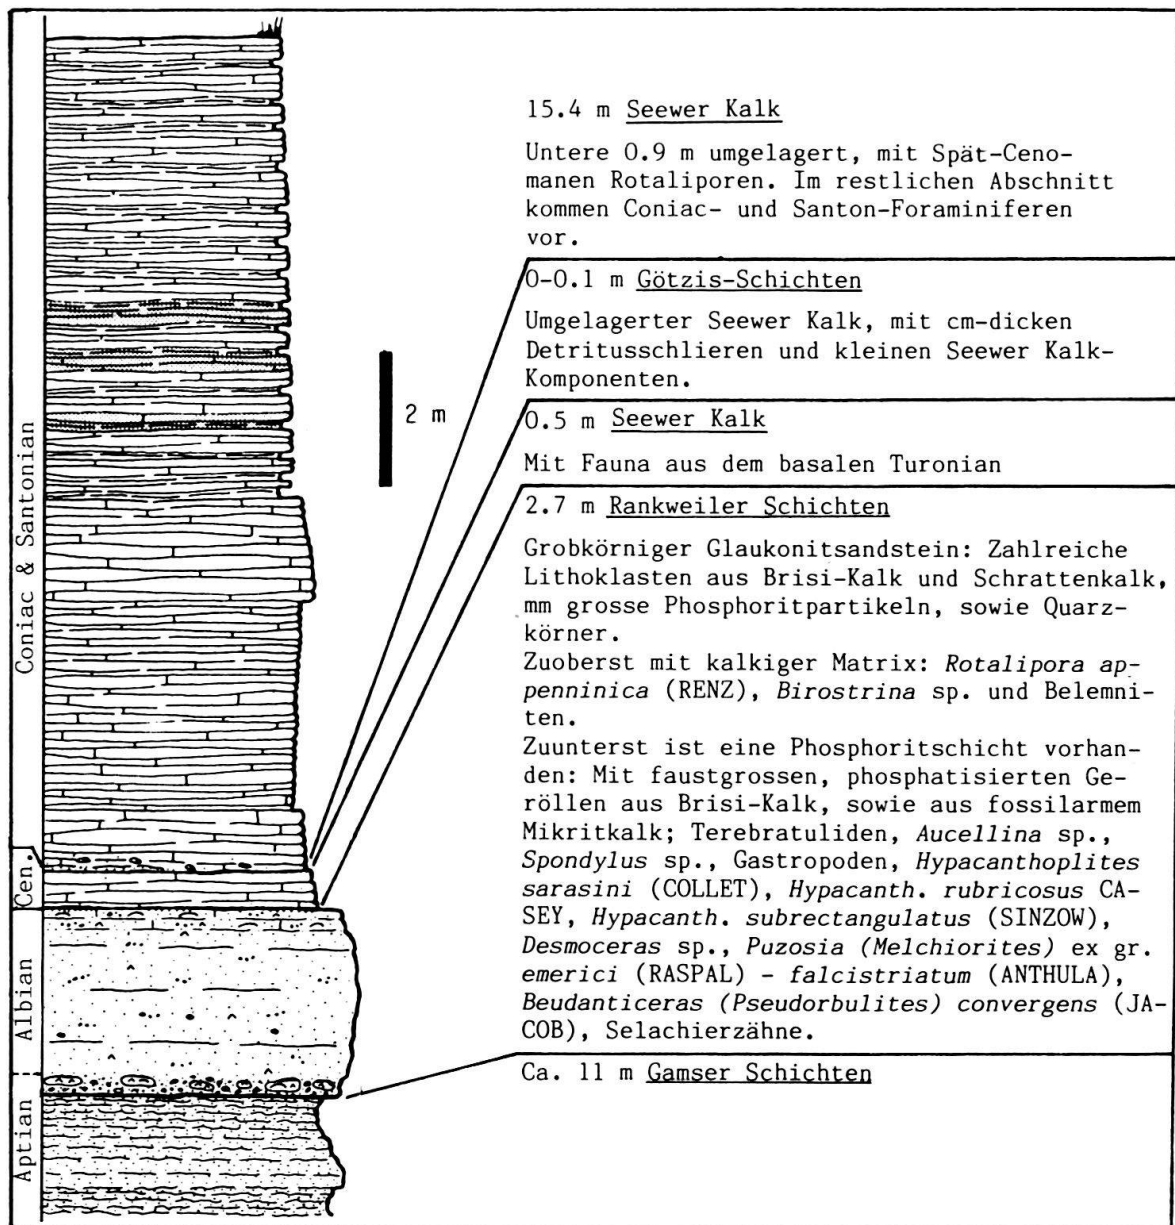 15.4 m Seewer Kalk
Untere 0.9 m umgelagert, mit Spät-Ceno-
manen Rotaliporen. Im restlichen Abschnitt
kommen Coniac- und Santon-Foraminiferen
vor.
0-0.1 m Götzis-Schichten
Umgelagerter Seewer Kalk, mit cm-dicken
Detritusschlieren und kleinen Seewer Kalk-
Komponenten.
0.5 m Seewer Kalk
Mit Fauna aus dem basalen Turonian
2.7 m Rankweiler Schichten
Grobkörniger Glaukonitsandstein: Zahlreiche
Lithoklasten aus Brisi-Kalk und Schrattenkalk,
mm grosse Phosphoritpartikeln, sowie Quarz-
körner.
Zuoberst mit kalkiger Matrix: Rotalipora ap-
penninica (RENZ), Birostrina sp. und Belemni-
ten.
Zuunterst ist eine Phosphoritschicht vorhan-
den: Mit faustgrossen, phosphatisierten Ge-
röllen aus Brisi-Kalk, sowie aus fossilarmem
Mikritkalk; Terebratuliden, Aucellina sp.,
Spondylus sp., Gastropoden, Hypacanthoplites
sarasini (COLLET), Hypacanth. rubricosus CA-
SEY, Hypacanth. subrectangulatus (SINZOW),
Desmoceras sp., Puzosia (Melchiorites) ex gr.
emerici (RASPAL) - falcistriatum (ANTHULA),
Beudanticeras (Pseudorbulites) convergens (JA-
COB), Selachierzähne.
Ca. 11 m Gamser Schichten
2 m
Coniac & Santonian
Cen.
Albian
Aptian